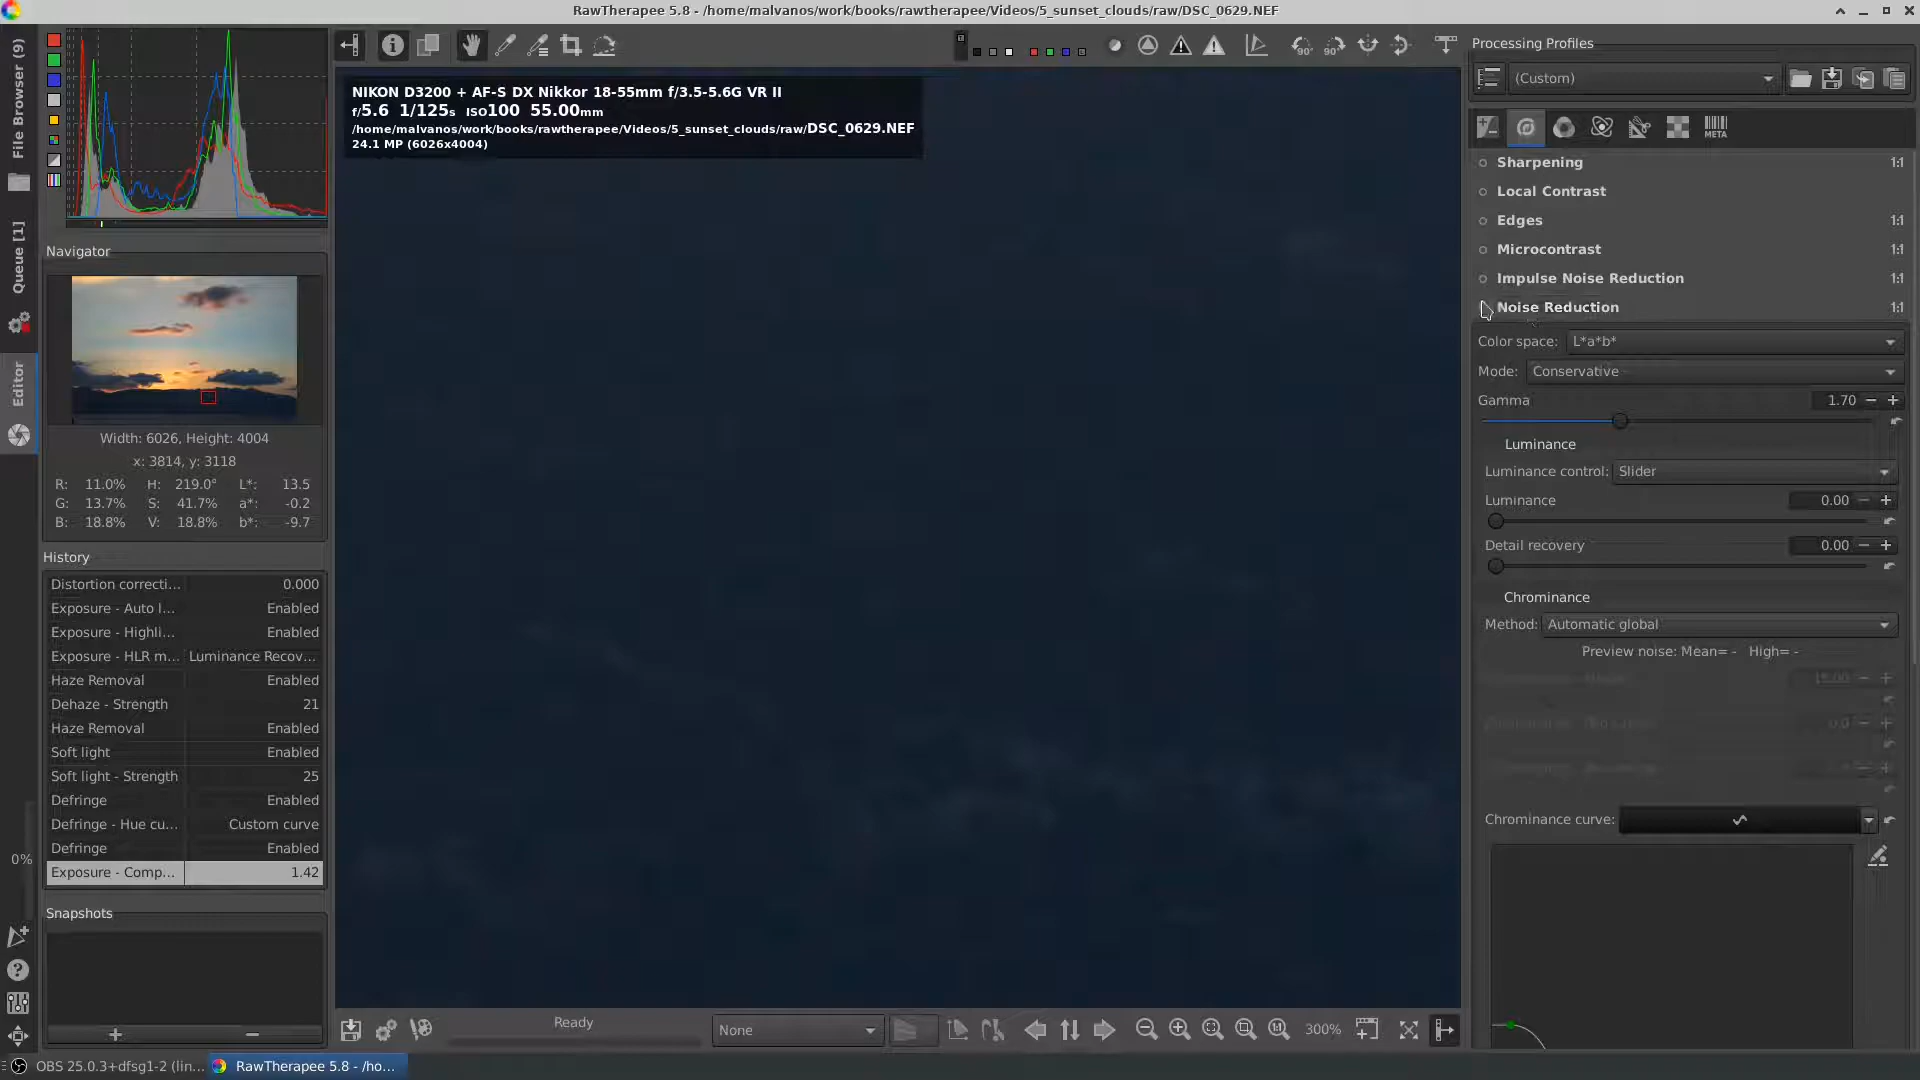 RawTherapee 5.8 - /home/malvanos/work/books/rawtherapee/Videos/5_sunset_clouds/raw/DSC_0629.NEF
File Browser (9)
Queue [1]
Editor
0%
Navigator
Width: 6026, Height: 4004
x: 3814, y: 3118
R: 11.0% H: 219.0° L*: 13.5
G: 13.7% S: 41.7% a*: -0.2
B: 18.8% V: 18.8% b*: -9.7
History
Distortion correcti... 0.000
Exposure - Auto l... Enabled
Exposure - Highli... Enabled
Exposure - HLR m... Luminance Recov...
Haze Removal Enabled
Dehaze - Strength 21
Haze Removal Enabled
Soft light Enabled
Soft light - Strength 25
Defringe Enabled
Defringe - Hue cu... Custom curve
Defringe Enabled
Exposure - Comp... 1.42
Snapshots
NIKON D3200 + AF-S DX Nikkor 18-55mm f/3.5-5.6G VR II
f/5.6 1/125s ISO100 55.00mm
/home/malvanos/work/books/rawtherapee/Videos/5_sunset_clouds/raw/DSC_0629.NEF
24.1 MP (6026x4004)
Ready
None
300%
Processing Profiles
(Custom)
META
Sharpening 1:1
Local Contrast
Edges 1:1
Microcontrast 1:1
Impulse Noise Reduction 1:1
Noise Reduction 1:1
Color space: L*a*b*
Mode: Conservative
Gamma 1.70
Luminance
Luminance control: Slider
Luminance 0.00
Detail recovery 0.00
Chrominance
Method: Automatic global
Preview noise: Mean= - High= -
15.00
0.0
Chrominance curve:
OBS 25.0.3+dfsg1-2 (lin...
RawTherapee 5.8 - /ho...